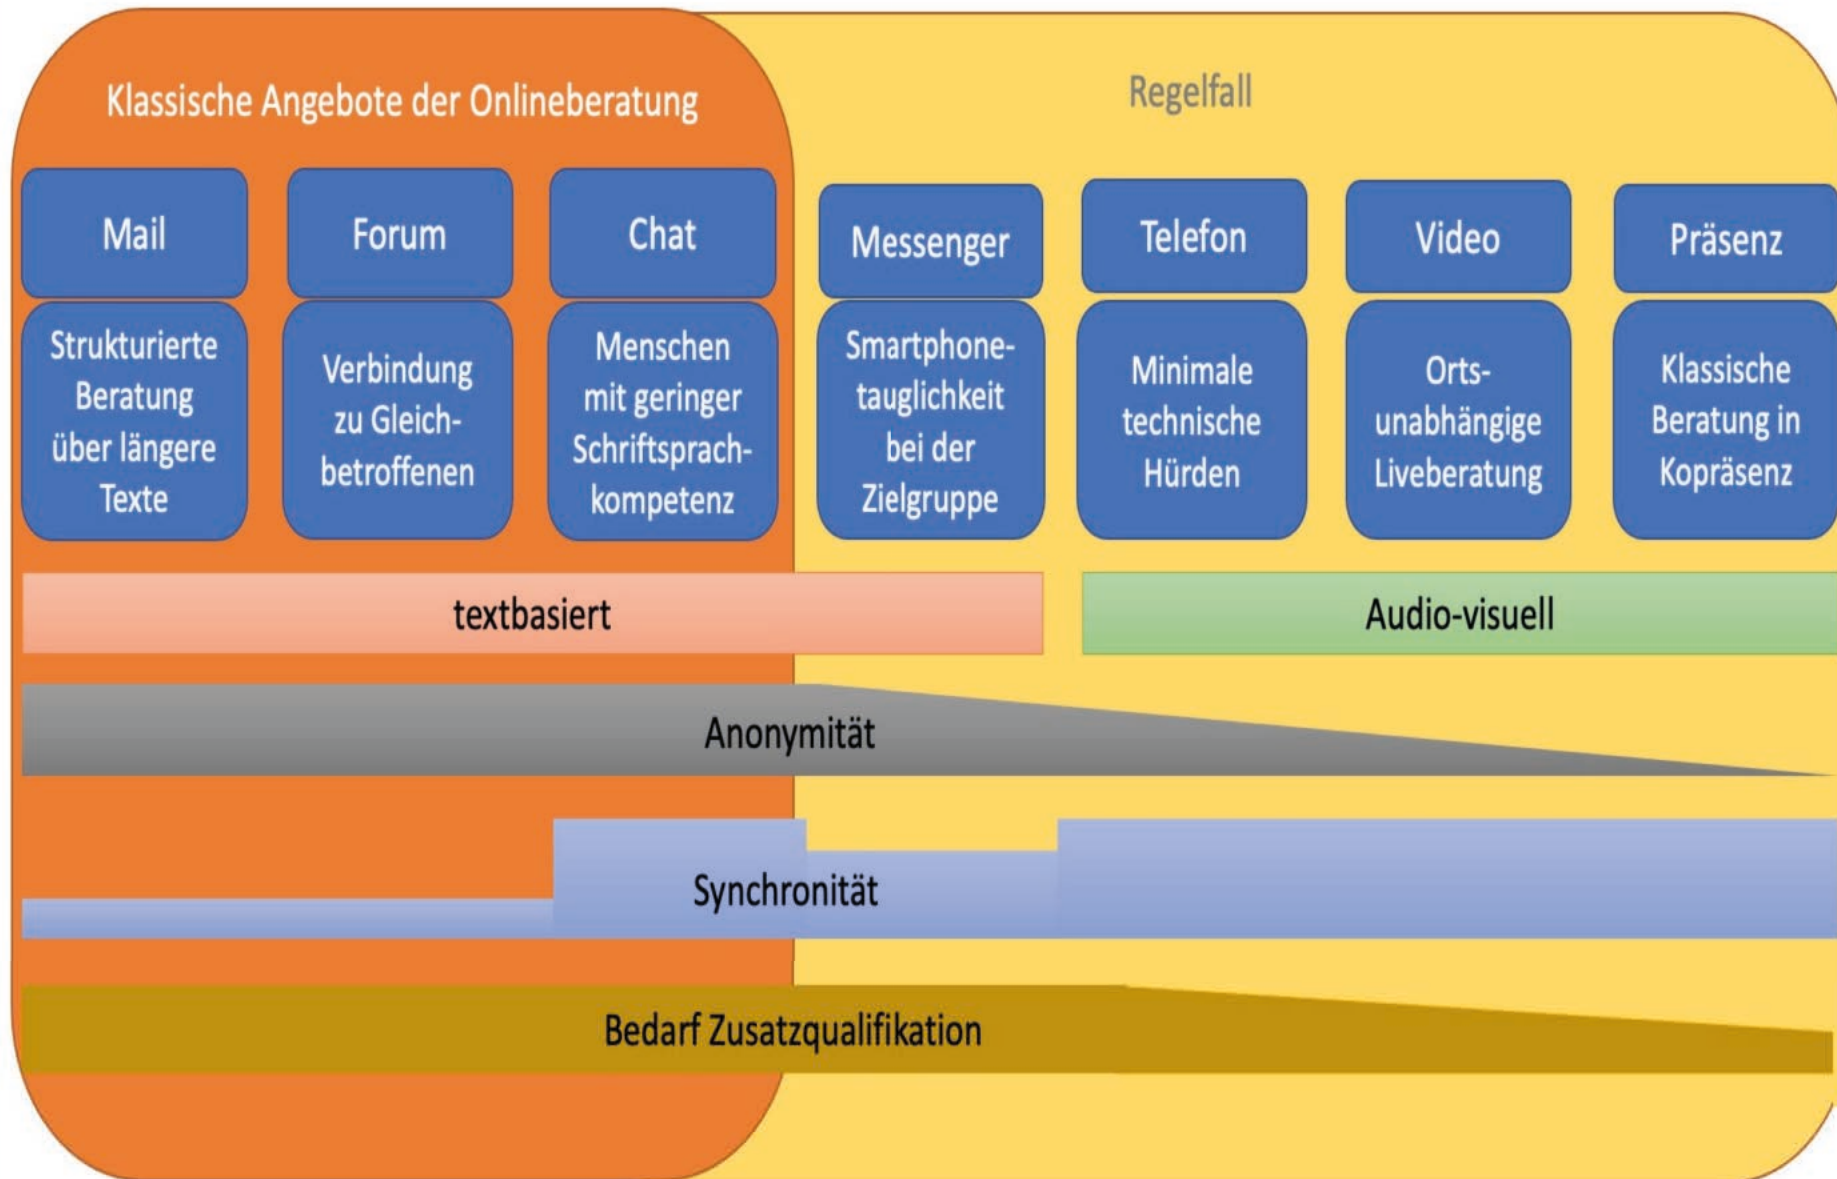 Klassische Angebote der Onlineberatung
Regelfall
Mail
Forum
Chat
Messenger
Telefon
Video
Präsenz
Strukturierte
Beratung
über längere
Texte
Verbindung
zu Gleich-
betroffenen
Menschen
mit geringer
Schriftsprach-
kompetenz
Smartphone-
tauglichkeit
bei der
Zielgruppe
Minimale
technische
Hürden
Orts-
unabhängige
Liveberatung
Klassische
Beratung in
Kopräsenz
textbasiert
Audio-visuell
Anonymität
Synchronität
Bedarf Zusatzqualifikation